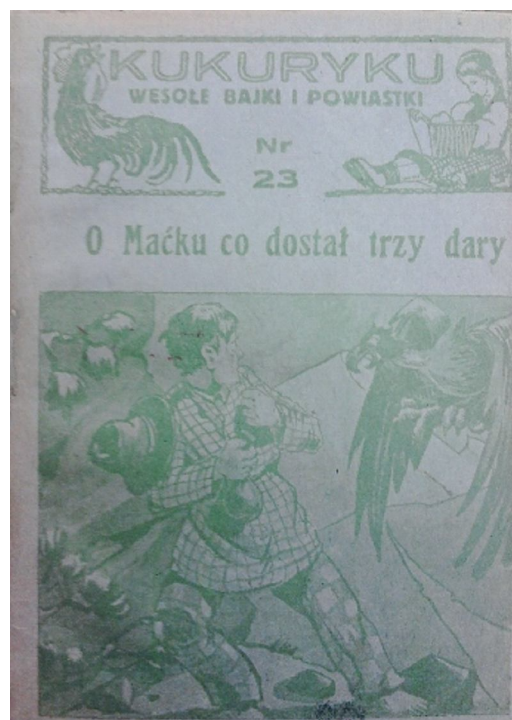 KUKURYKU
WESOŁE BAJKI I POWIASTKI
Nr
23
O Maćku co dostał trzy dary